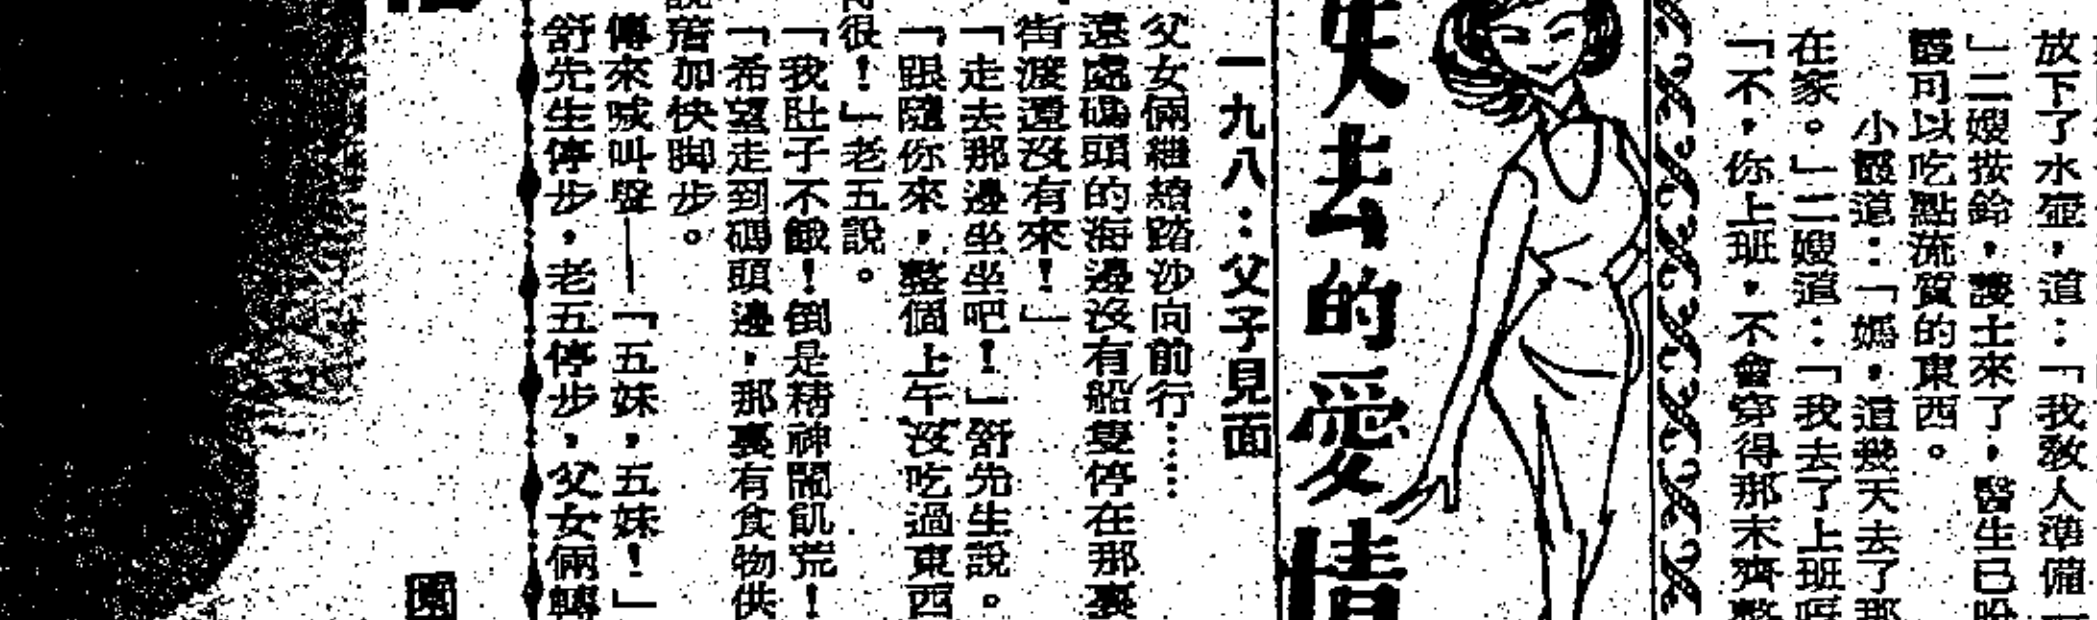 放下了水壺，道：「我敎人準備
」二嫂按鈴，護士來了，醫生已吩
霞可以吃點流質的東西。
小霞道：「媽，這幾天去了那
在家。」二嫂道：「我去了上班呀
「不，你上班，不會穿得那末齊整
失去的愛情
一九八：父子見面
父女倆繼續踏沙向前行……
遠處碼頭的海邊沒有船隻停在那裏
街渡還沒有來！」
「走去那邊坐坐吧！」舒先生說。
「跟隨你來，整個上午沒吃過東西
很！」老五說。
「我肚子不餓！倒是精神鬧飢荒！
「希望走到碼頭邊，那裏有食物供
說着加快脚步。
傳來喊叫聲——「五妹，五妹！」
舒先生停步，老五停步，父女倆轉